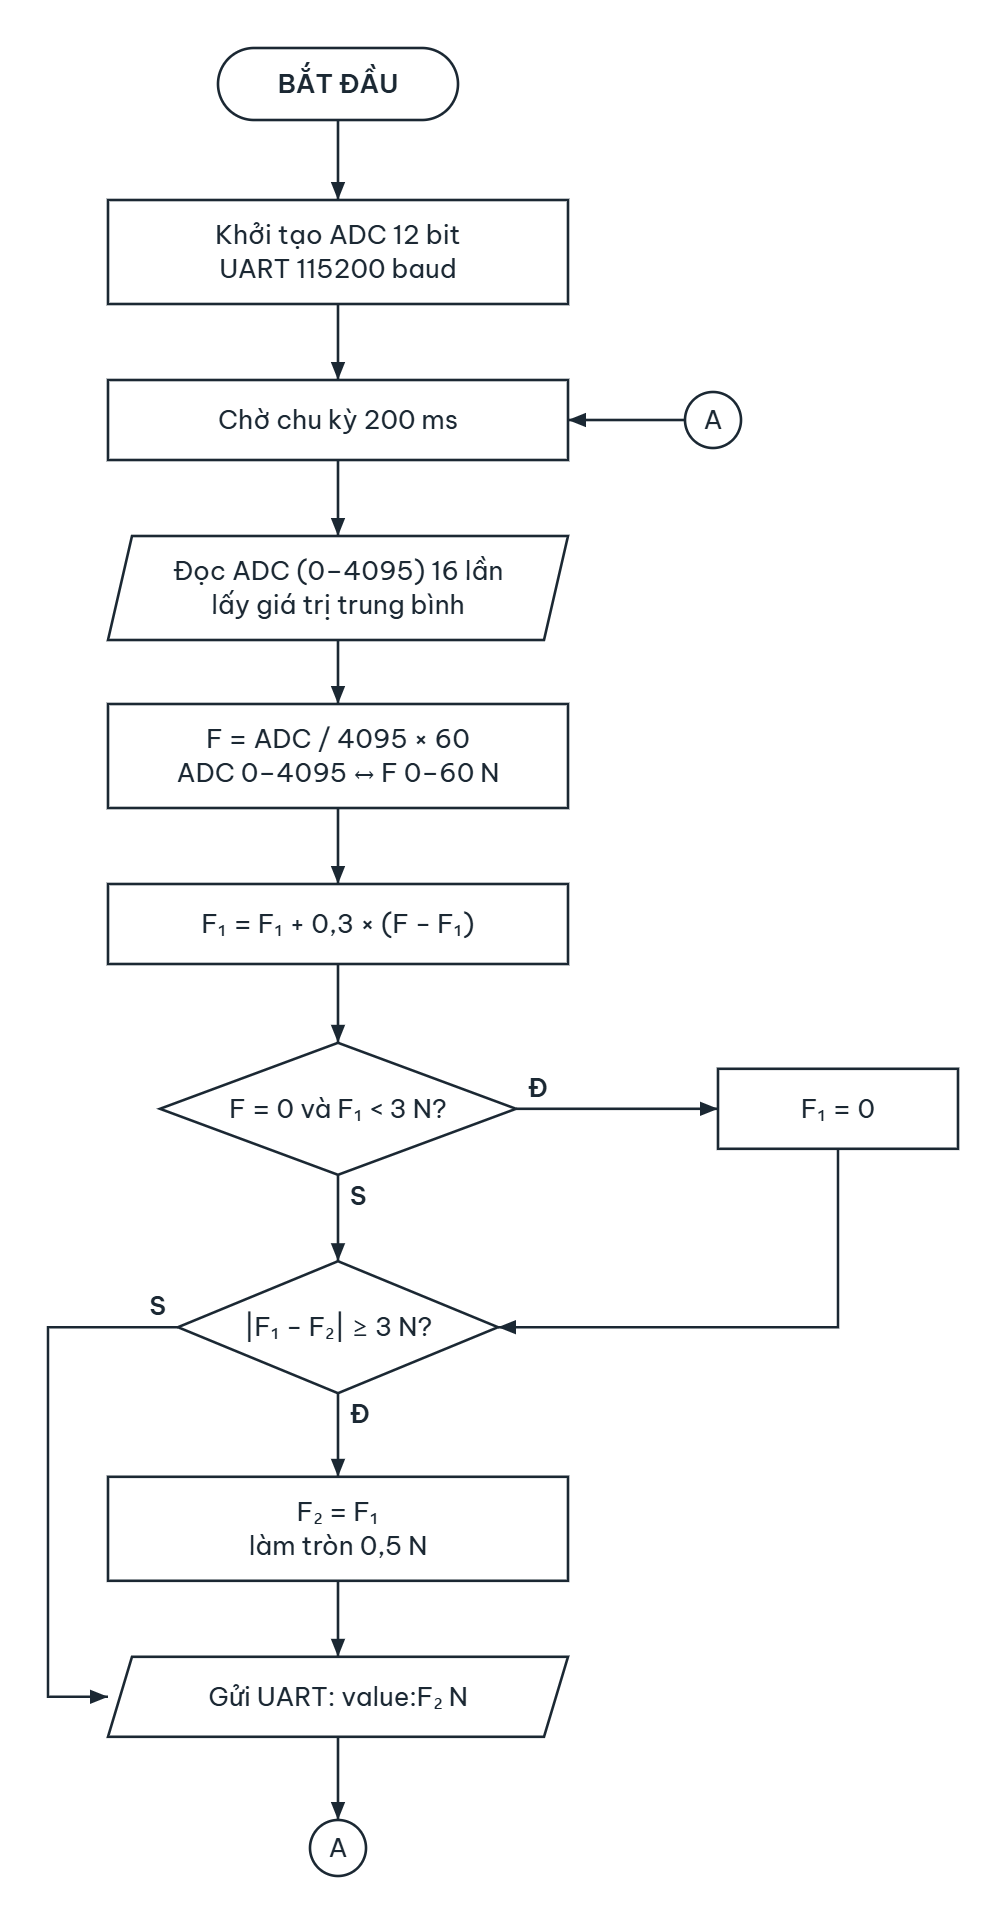 BẮT ĐẦU
Khởi tạo ADC 12 bit
UART 115200 baud
Chờ chu kỳ 200 ms
A
Đọc ADC (0–4095) 16 lần
lấy giá trị trung bình
F = ADC / 4095 × 60
ADC 0–4095 ↔ F 0–60 N
F₁ = F₁ + 0,3 × (F − F₁)
F = 0 và F₁ < 3 N?
Đ
F₁ = 0
S
S
|F₁ − F₂| ≥ 3 N?
Đ
F₂ = F₁
làm tròn 0,5 N
Gửi UART: value:F₂ N
A